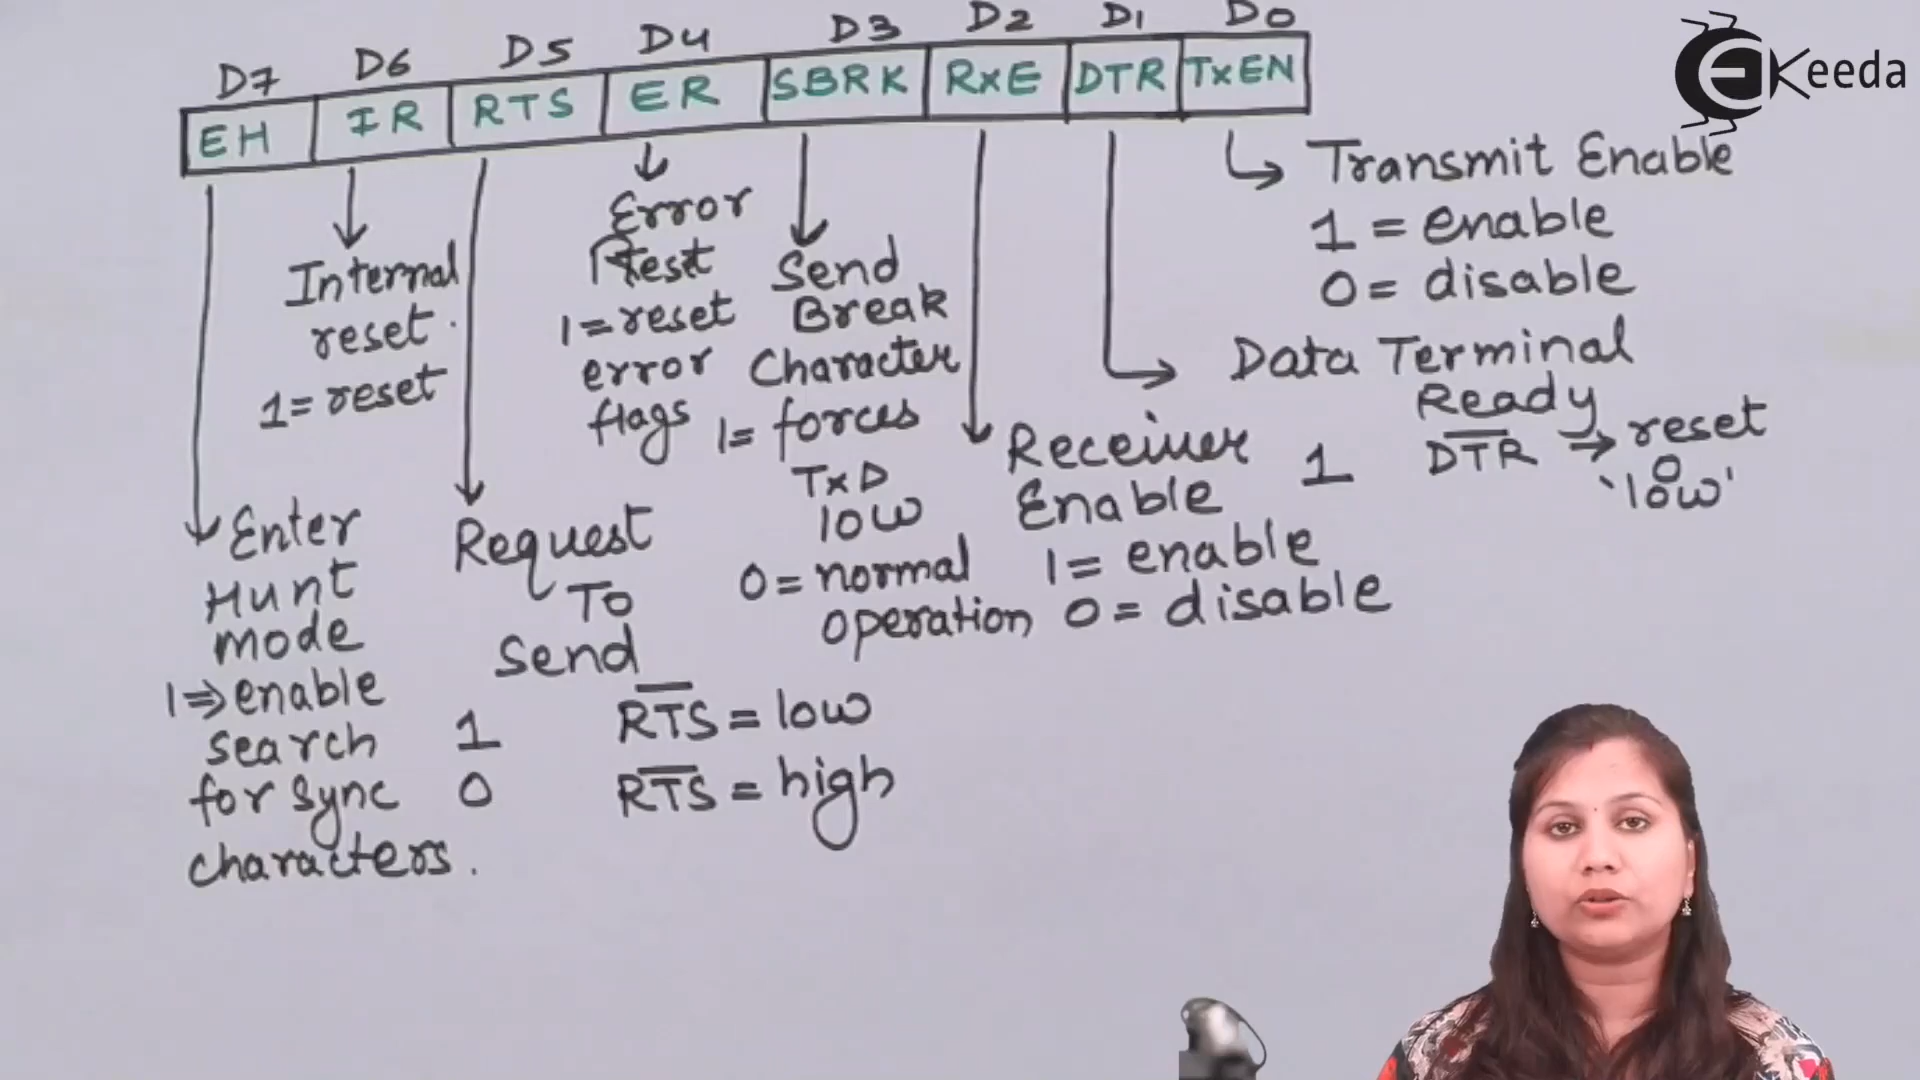 D7 D6 D5 D4 D3 D2 D1 D0
EH IR RTS ER SBRK RxE DTR TxEN
Keeda
Transmit Enable
1 = enable
0 = disable
Data Terminal
Ready
1 DTR → reset
0
'low'
Receiver
Enable
1 = enable
0 = disable
Send
Break
Character
1 = forces
TxD
low
0 = normal
operation
Error
1 = reset
error
flags
Request
To
Send
1 RTS = low
0 RTS = high
Internal
reset
1 = reset
Enter
Hunt
mode
1 ⇒ enable
search
for sync
characters.